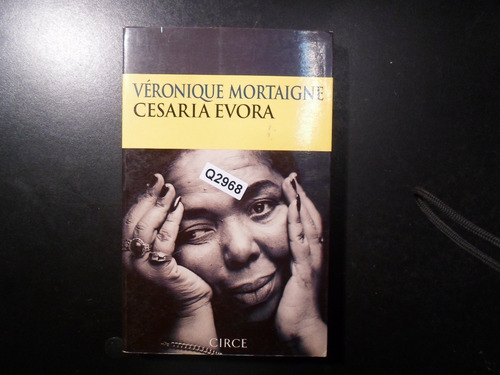 VÉRONIQUE MORTAIGNE
CESARIA EVORA
Q2968
CIRCE